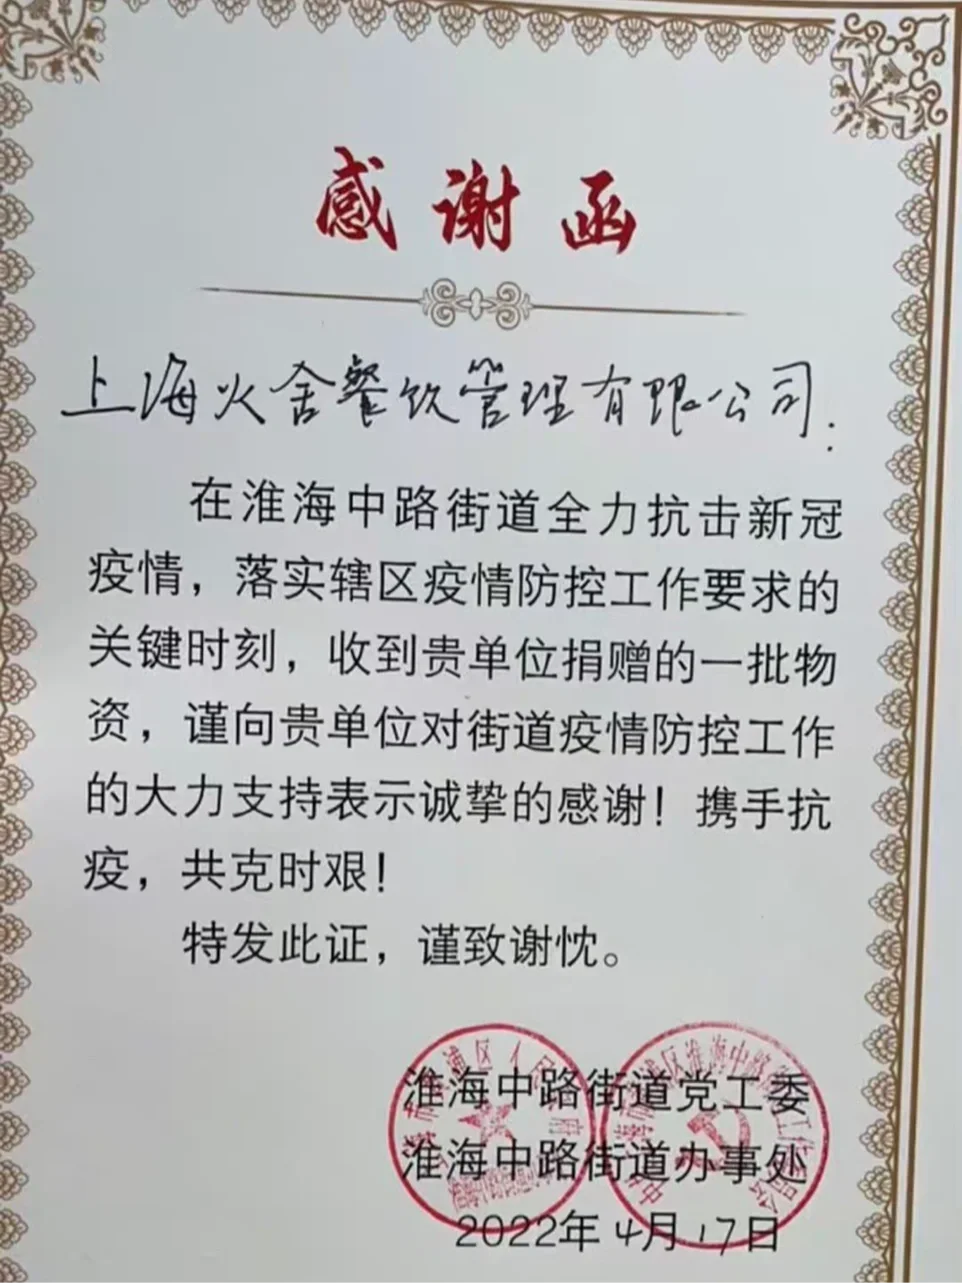 感谢函
上海火舍餐饮管理有限公司:
在淮海中路街道全力抗击新冠
疫情，落实辖区疫情防控工作要求的
关键时刻，收到贵单位捐赠的一批物
资，谨向贵单位对街道疫情防控工作
的大力支持表示诚挚的感谢！携手抗
疫，共克时艰！
特发此证，谨致谢忱。
淮海中路街道党工委
淮海中路街道办事处
2022年4月17日